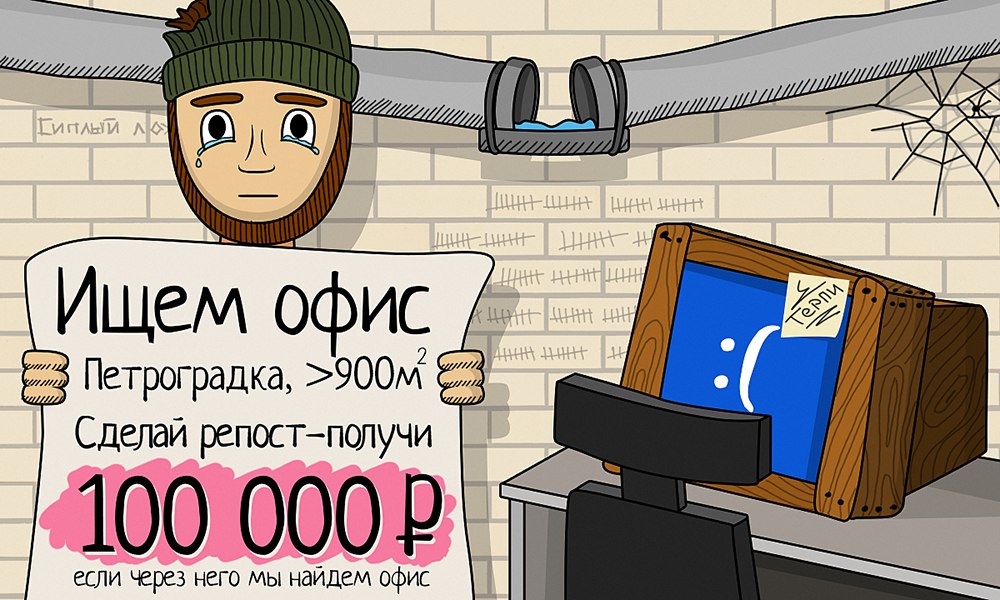 Ищем офис
Петроградка, >900м²
Сделай репост-получи
100 000 ₽
если через него мы найдем офис
Терпи
:(